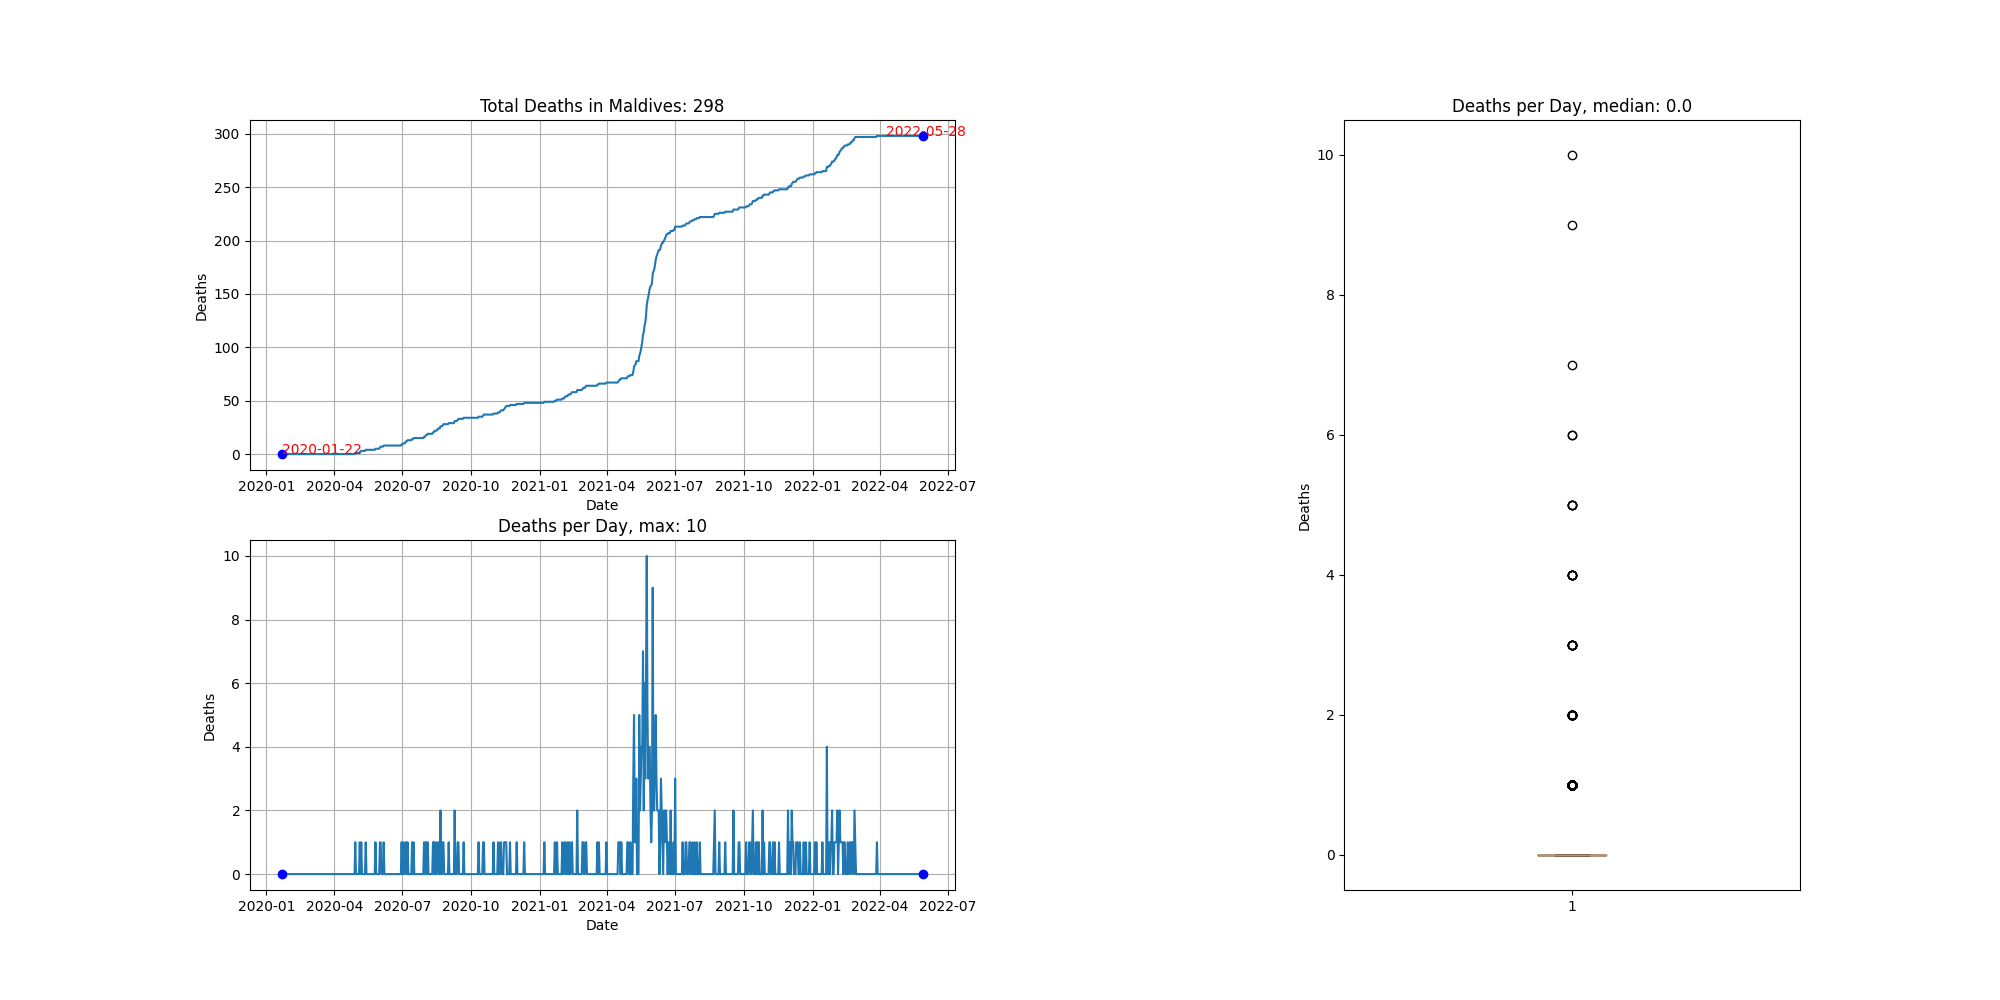 Total Deaths in Maldives: 298
300
250
200
150
100
50
0
Deaths
2022-05-28
2020-01-22
2020-01 2020-04 2020-07 2020-10 2021-01 2021-04 2021-07 2021-10 2022-01 2022-04 2022-07
Date
Deaths per Day, max: 10
10
8
6
4
2
0
Deaths
2020-01 2020-04 2020-07 2020-10 2021-01 2021-04 2021-07 2021-10 2022-01 2022-04 2022-07
Date
Deaths per Day, median: 0.0
10
8
6
4
2
0
Deaths
1